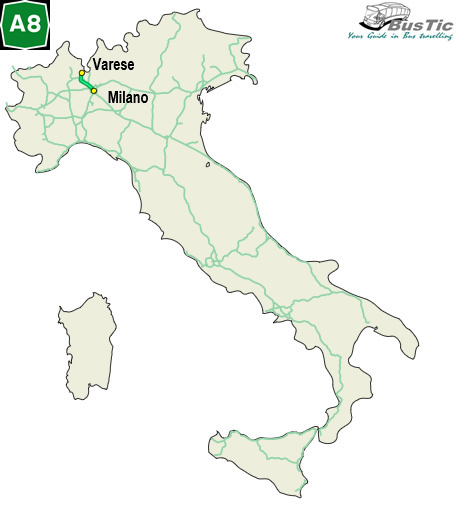 A8
BusTic
Your Guide in Bus travelling
Varese
Milano